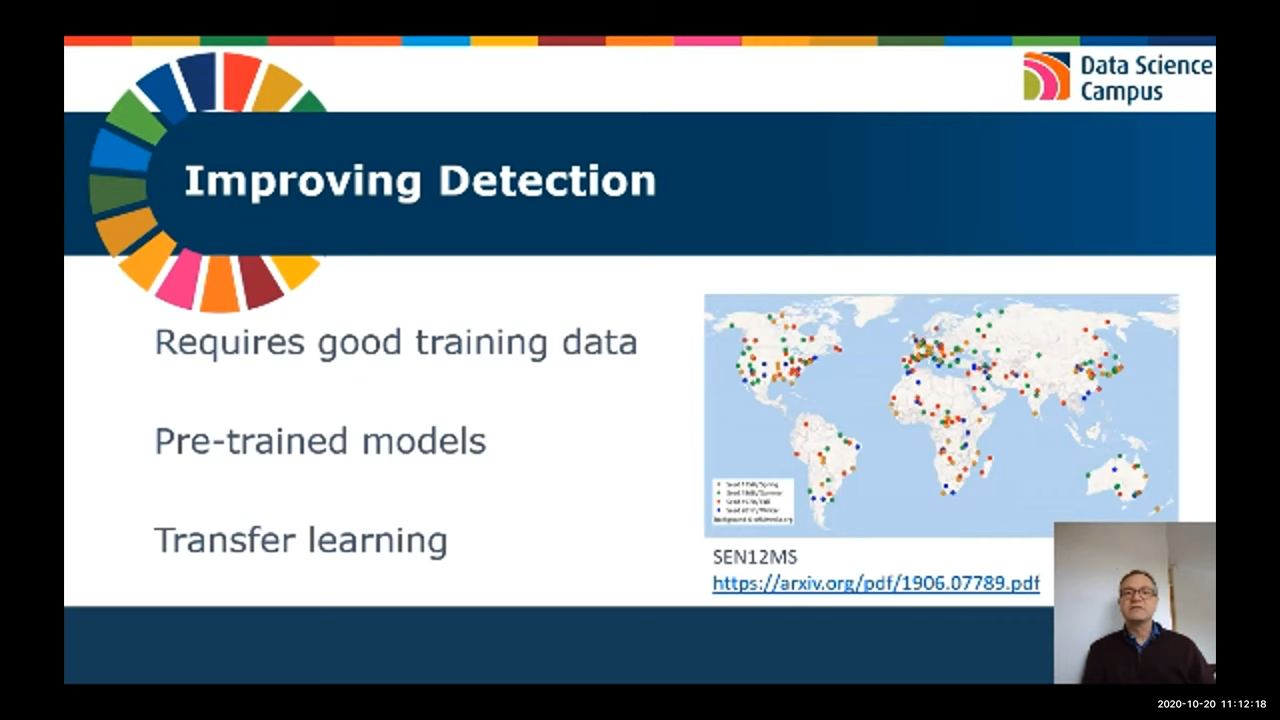 Data Science
Campus
Improving Detection
Requires good training data
Pre-trained models
Transfer learning
SEN12MS
https://arxiv.org/pdf/1906.07789.pdf
2020-10-20 11:12:18